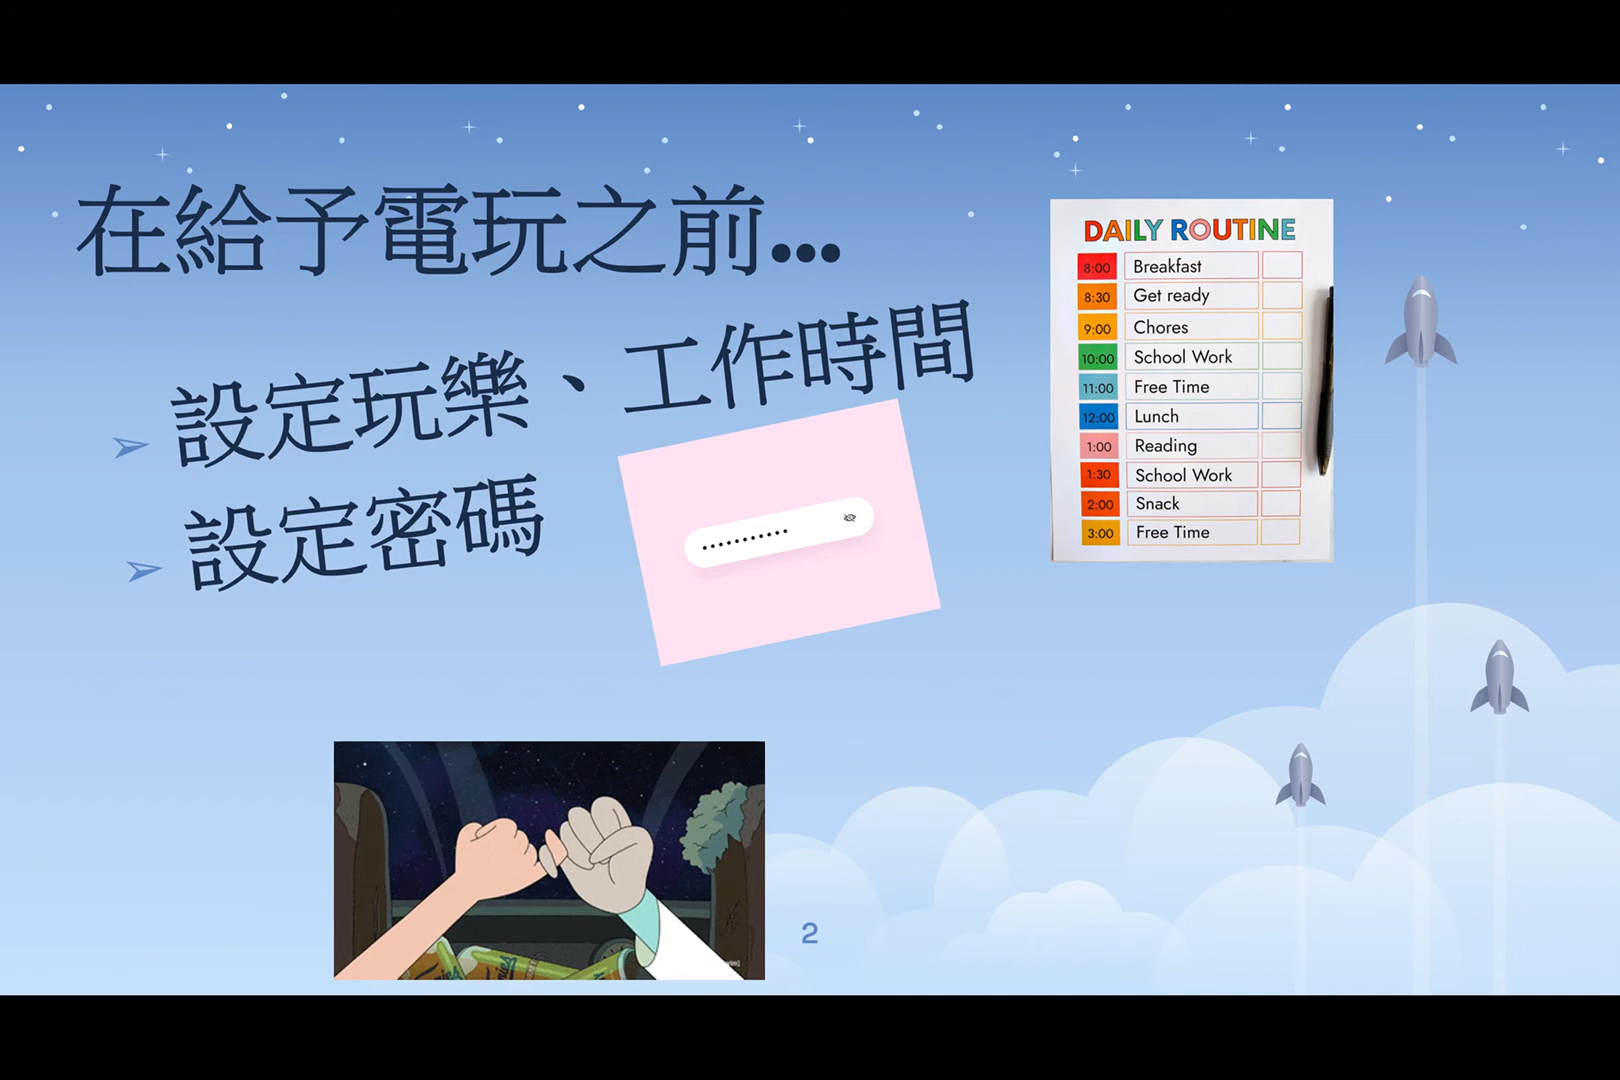 在給予電玩之前...
設定玩樂、工作時間
設定密碼
DAILY ROUTINE
8:00 Breakfast
8:30 Get ready
9:00 Chores
10:00 School Work
11:00 Free Time
12:00 Lunch
1:00 Reading
1:30 School Work
2:00 Snack
3:00 Free Time
2